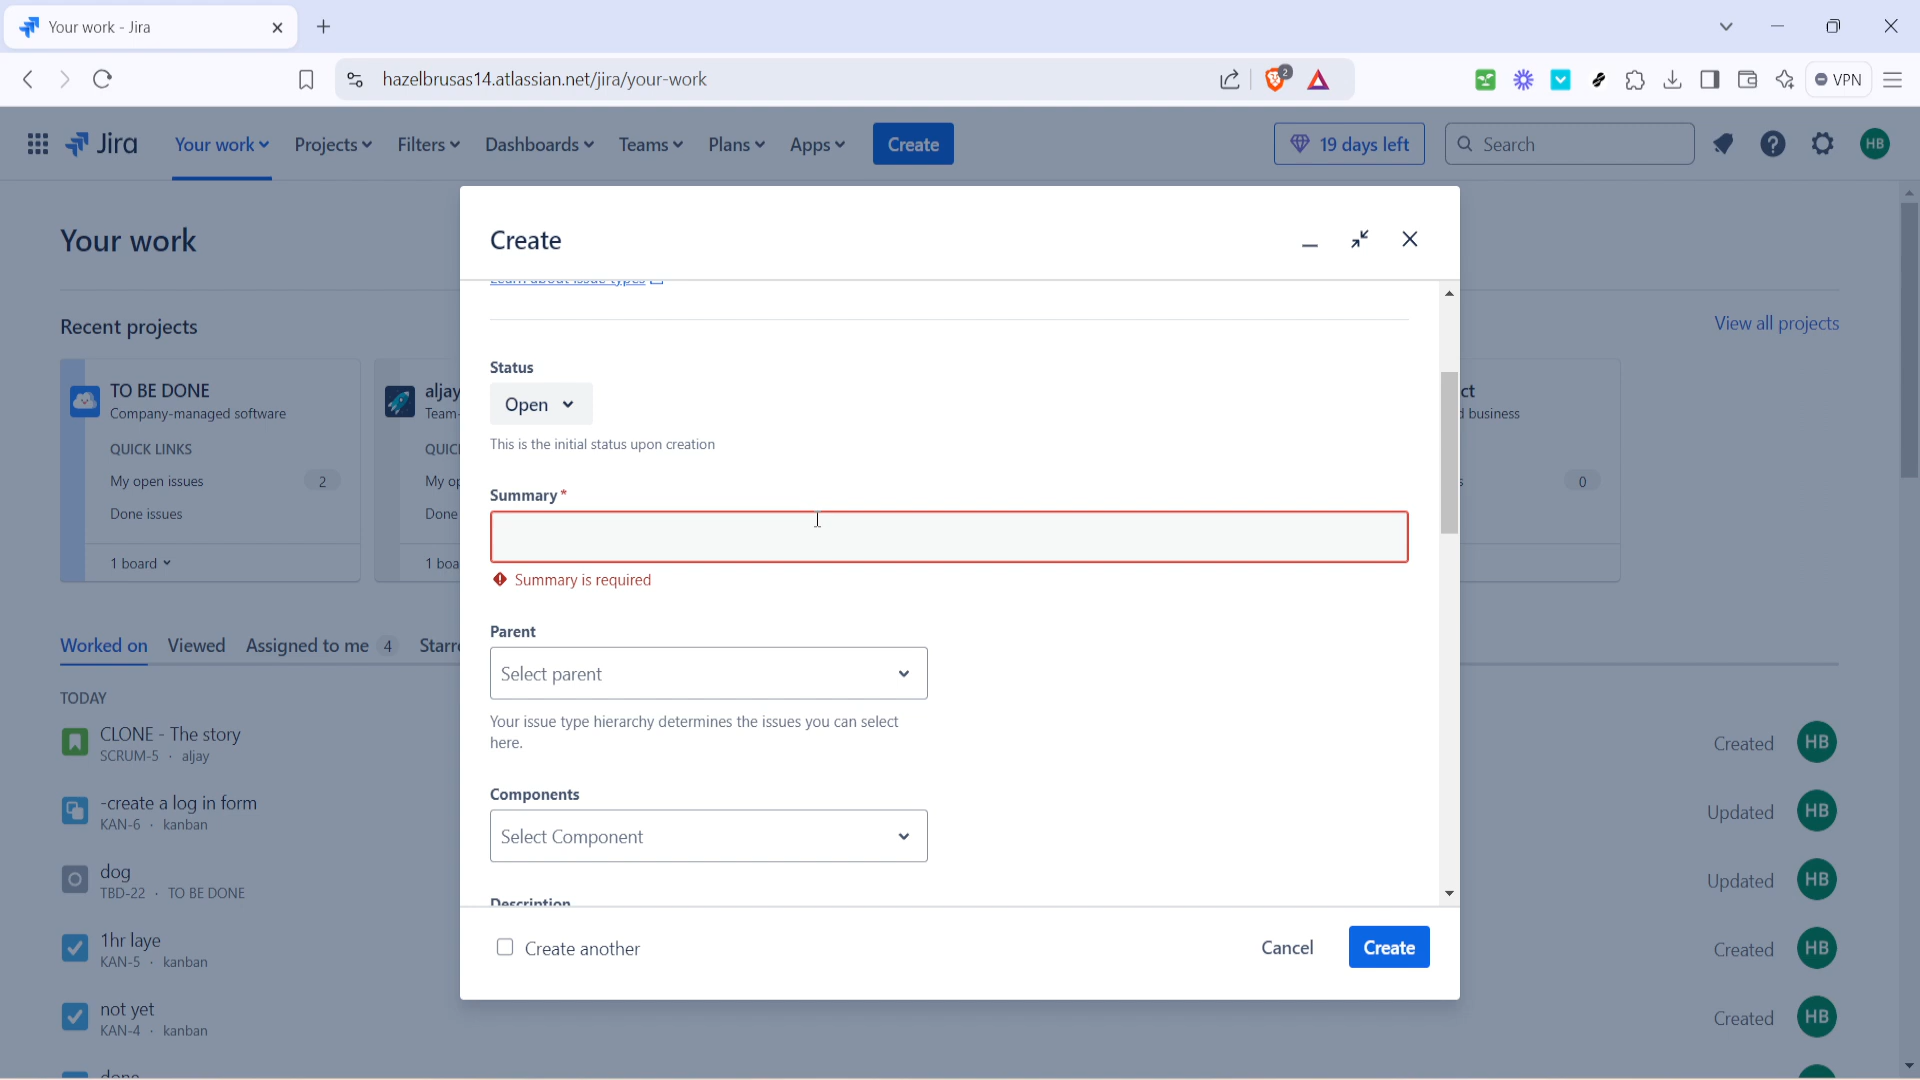 Your work - Jira
hazelbrusas14.atlassian.net/jira/your-work
2
VPN
Jira
Your work
Projects
Filters
Dashboards
Teams
Plans
Apps
Create
19 days left
Search
HB
Your work
Recent projects
View all projects
TO BE DONE
Company-managed software
QUICK LINKS
My open issues 2
Done issues
1 board
aljay
Team-
Done
0
business
Worked on
Viewed
Assigned to me 4
TODAY
CLONE - The story
SCRUM-5 · aljay
Created HB
-create a log in form
KAN-6 · kanban
Updated HB
dog
TBD-22 · TO BE DONE
Updated HB
1hr laye
KAN-5 · kanban
Created HB
not yet
KAN-4 · kanban
Created HB
done
Create
Learn about issue types
Status
Open
This is the initial status upon creation
Summary *
Summary is required
Parent
Select parent
Your issue type hierarchy determines the issues you can select
here.
Components
Select Component
Description
Create another
Cancel
Create